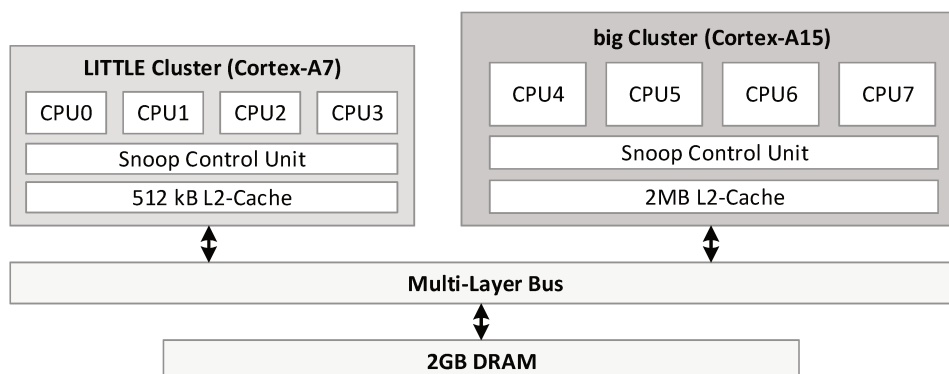 LITTLE Cluster (Cortex-A7)
CPU0 CPU1 CPU2 CPU3
Snoop Control Unit
512 kB L2-Cache
big Cluster (Cortex-A15)
CPU4 CPU5 CPU6 CPU7
Snoop Control Unit
2MB L2-Cache
Multi-Layer Bus
2GB DRAM